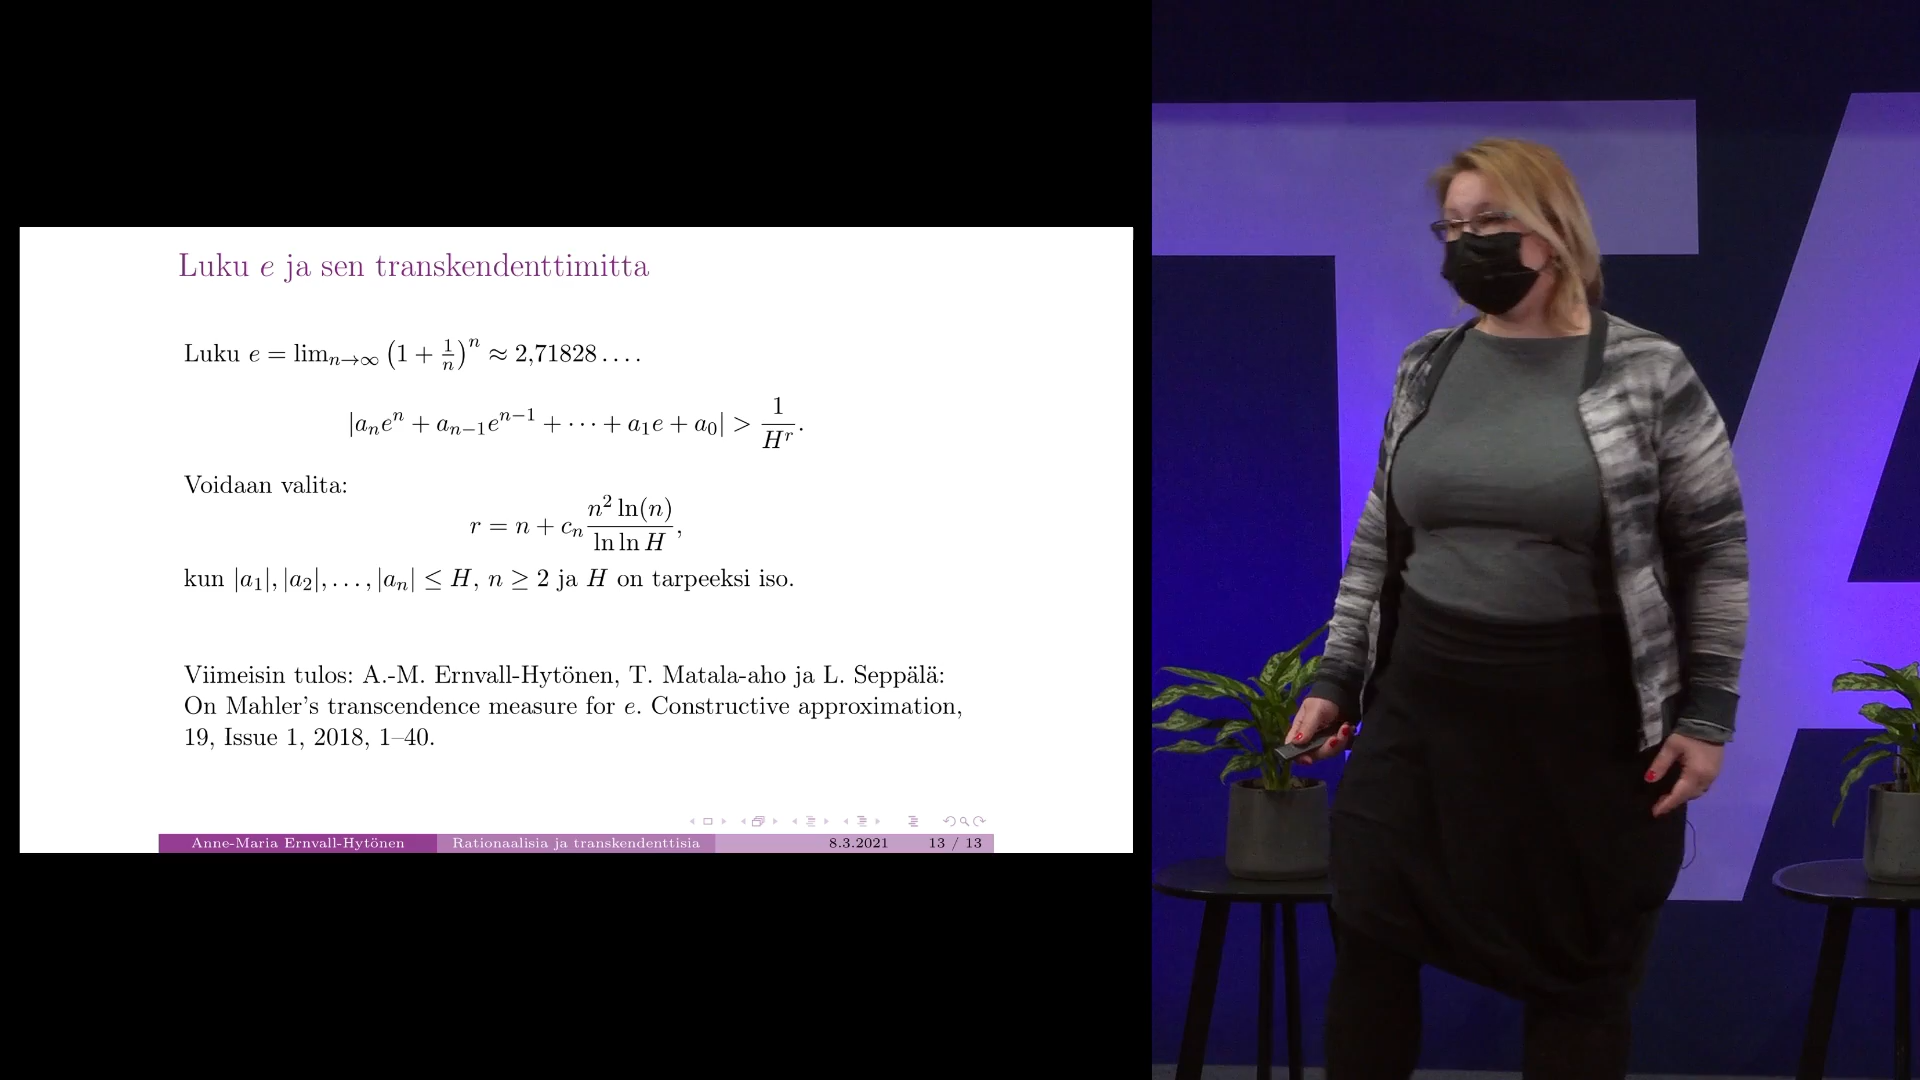 Luku e ja sen transkendenttimitta
Luku e = lim_{n→∞} (1 + 1/n)^n ≈ 2,71828 . . . .
|a_n e^n + a_{n−1} e^{n−1} + · · · + a_1 e + a_0| > 1/H^r.
Voidaan valita:
r = n + c_n n^2 ln(n)/ln ln H,
kun |a_1|, |a_2|, . . . , |a_n| ≤ H, n ≥ 2 ja H on tarpeeksi iso.
Viimeisin tulos: A.-M. Ernvall-Hytönen, T. Matala-aho ja L. Seppälä:
On Mahler's transcendence measure for e. Constructive approximation,
19, Issue 1, 2018, 1–40.
Anne-Maria Ernvall-Hytönen Rationaalisia ja transkendenttisia 8.3.2021 13 / 13